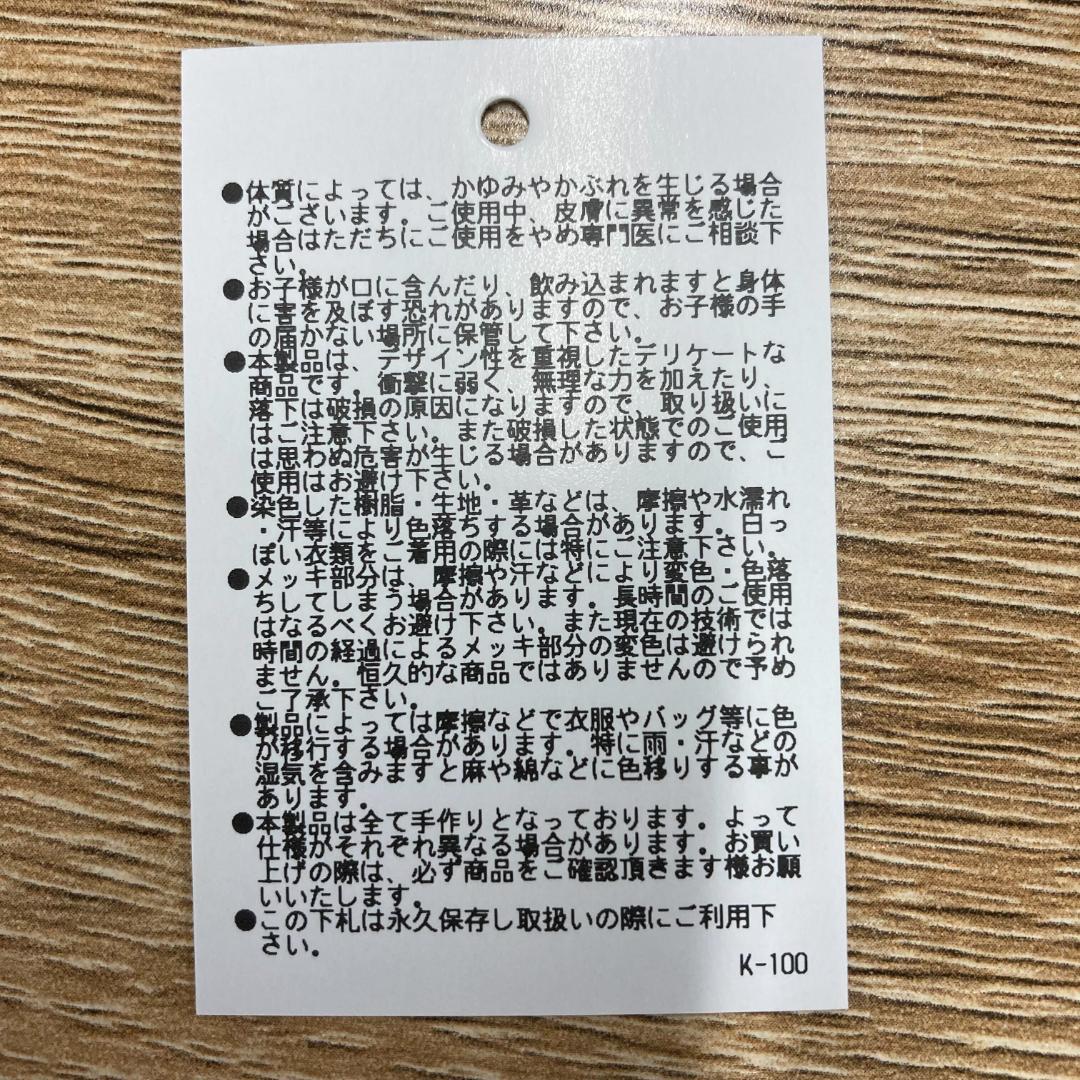 ●体質によっては、かゆみやかぶれを生じる場合
がございます。ご使用中、皮膚に異常を感じた
場合はただちにご使用をやめ専門医にご相談下
さい。
●お子様が口に含んだり、飲み込まれますと身体
に害を及ぼす恐れがありますので、お子様の手
の届かない場所に保管して下さい。
●本製品は、デザイン性を重視したデリケートな
商品です。衝撃に弱く、無理な力を加えたり、
落下は破損の原因になりますので、取り扱いに
はご注意下さい。また破損した状態でのご使用
は思わぬ危害が生じる場合がありますので、ご
使用はお避け下さい。
●染色した樹脂・生地・革などは、摩擦や水濡れ
・汗等により色落ちする場合があります。白っ
ぽい衣類をご着用の際には特にご注意下さい。
●メッキ部分は、摩擦や汗などにより変色・色落
ちしてしまう場合があります。長時間のご使用
はなるべくお避け下さい。また現在の技術では
時間の経過によるメッキ部分の変色は避けられ
ません。恒久的な商品ではありませんので予め
ご了承下さい。
●製品によっては摩擦などで衣服やバッグ等に色
が移行する場合があります。特に雨・汗などの
湿気を含みますと麻や綿などに色移りする事が
あります。
●本製品は全て手作りとなっております。よって
仕様がそれぞれ異なる場合があります。お買い
上げの際は、必ず商品をご確認頂きます様お願
いいたします。
●この下札は永久保存し取扱いの際にご利用下
さい。
K-100